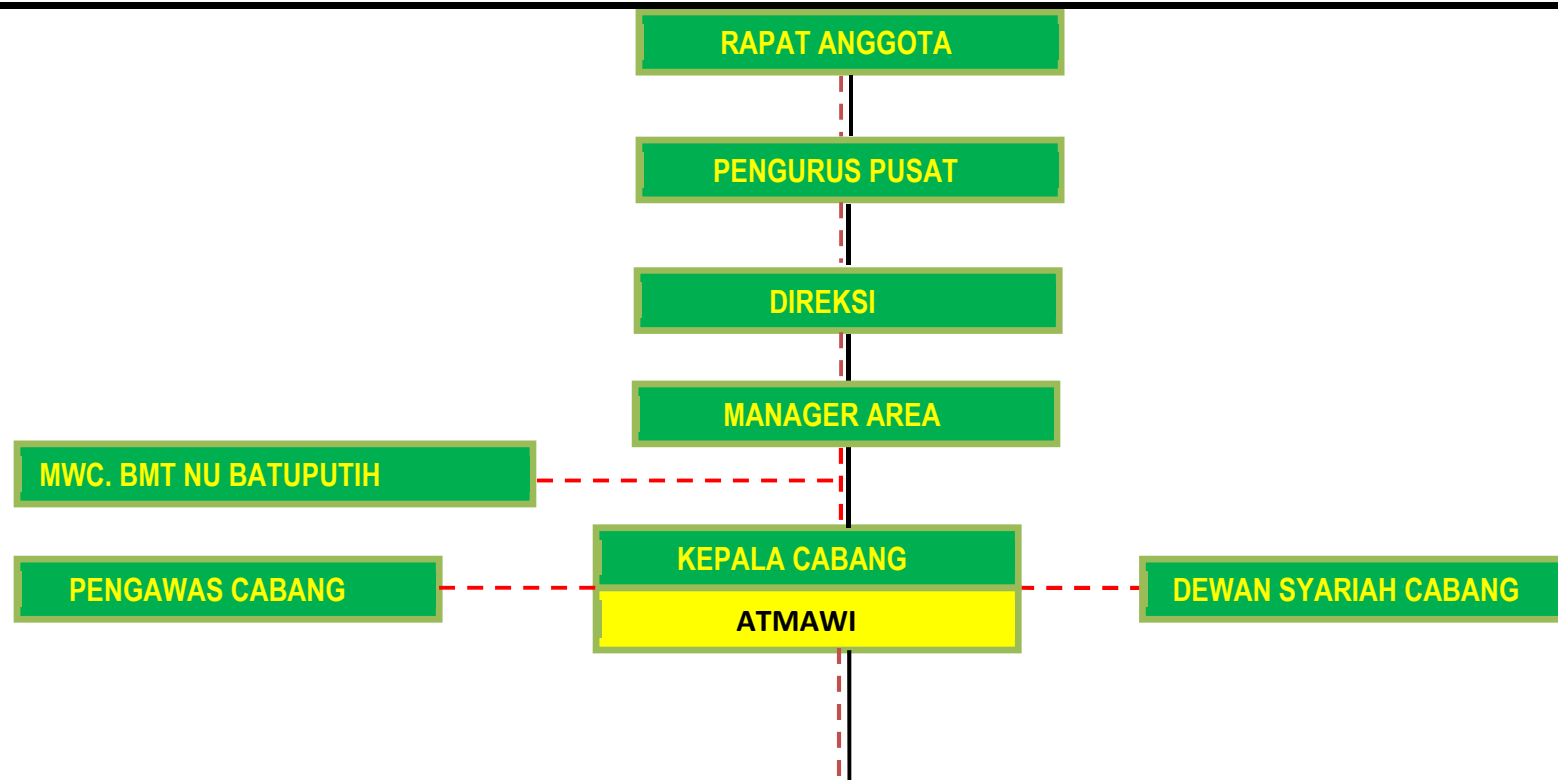 RAPAT ANGGOTA
PENGURUS PUSAT
DIREKSI
MANAGER AREA
MWC. BMT NU BATUPUTIH
KEPALA CABANG
PENGAWAS CABANG
DEWAN SYARIAH CABANG
ATMAWI